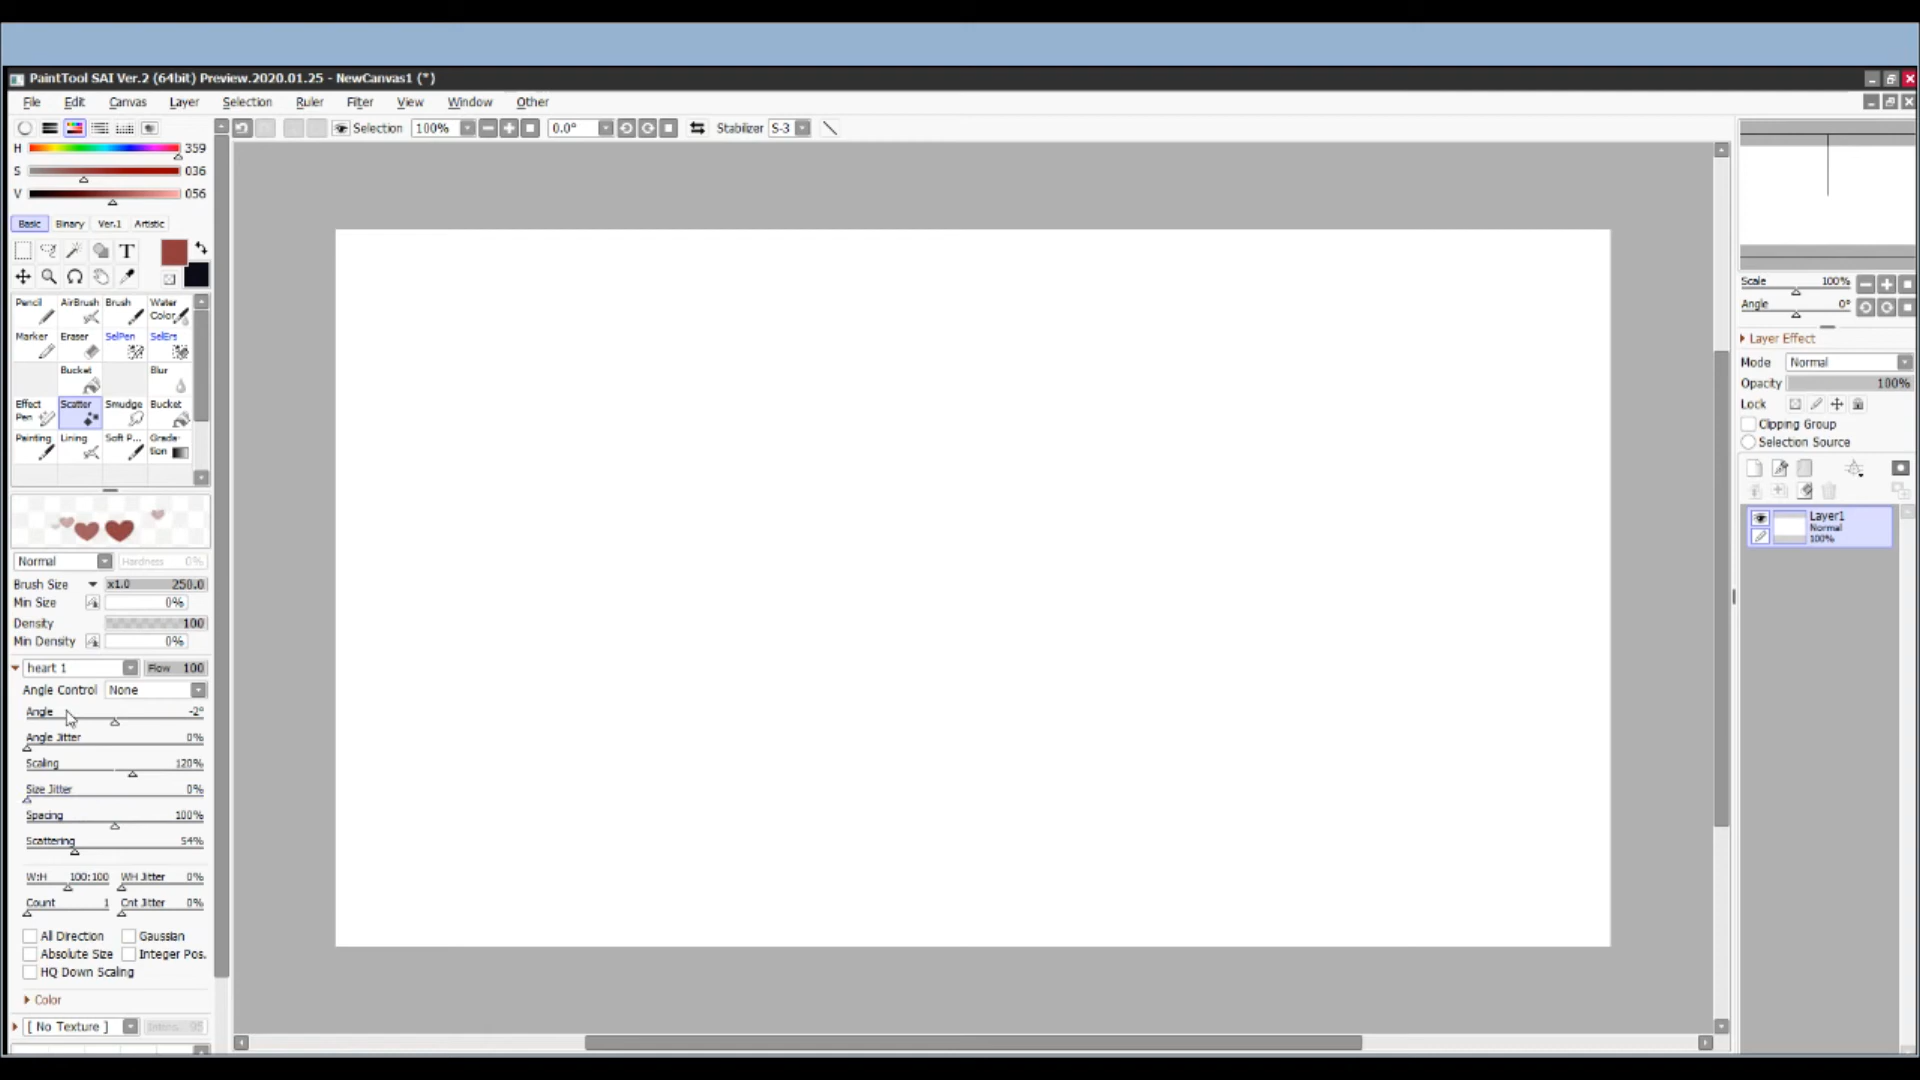 PaintTool SAI Ver.2 (64bit) Preview.2020.01.25 - NewCanvas1 (*)
File Edit Canvas Layer Selection Ruler Filter View Window Other
Selection 100% 0.0° Stabilizer S-3
H 359
S 036
V 056
Basic Binary Ver.1 Artistic
T
Pencil AirBrush Brush Water Color
Marker Eraser SelPen SelErs
Bucket Blur
Effect Pen Scatter Smudge Bucket
Painting Lining Soft P... Gradation
Normal Hardness 0%
Brush Size x1.0 250.0
Min Size 0%
Density 100
Min Density 0%
heart 1 Flow 100
Angle Control None
Angle -2°
Angle Jitter 0%
Scaling 120%
Size Jitter 0%
Spacing 100%
Scattering 54%
W:H 100:100 WH Jitter 0%
Count 1 Cnt Jitter 0%
All Direction Gaussian
Absolute Size Integer Pos.
HQ Down Scaling
Color
[ No Texture ] 95
Scale 100%
Angle 0°
Layer Effect
Mode Normal
Opacity 100%
Lock
Clipping Group
Selection Source
Layer1
Normal
100%